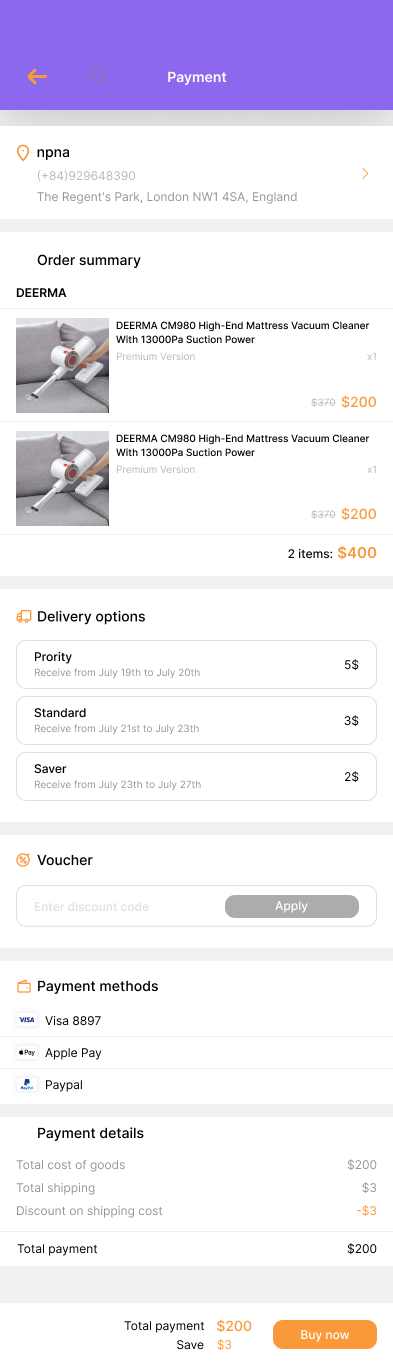 Payment
npna
(+84)929648390
The Regent's Park, London NW1 4SA, England
Order summary
DEERMA
DEERMA CM980 High-End Mattress Vacuum Cleaner
With 13000Pa Suction Power
Premium Version x1
$370 $200
DEERMA CM980 High-End Mattress Vacuum Cleaner
With 13000Pa Suction Power
Premium Version x1
$370 $200
2 items: $400
Delivery options
Prority 5$
Receive from July 19th to July 20th
Standard 3$
Receive from July 21st to July 23th
Saver 2$
Receive from July 23th to July 27th
Voucher
Enter discount code Apply
Payment methods
VISA Visa 8897
Pay Apple Pay
PayPal Paypal
Payment details
Total cost of goods $200
Total shipping $3
Discount on shipping cost -$3
Total payment $200
Total payment $200
Save $3
Buy now